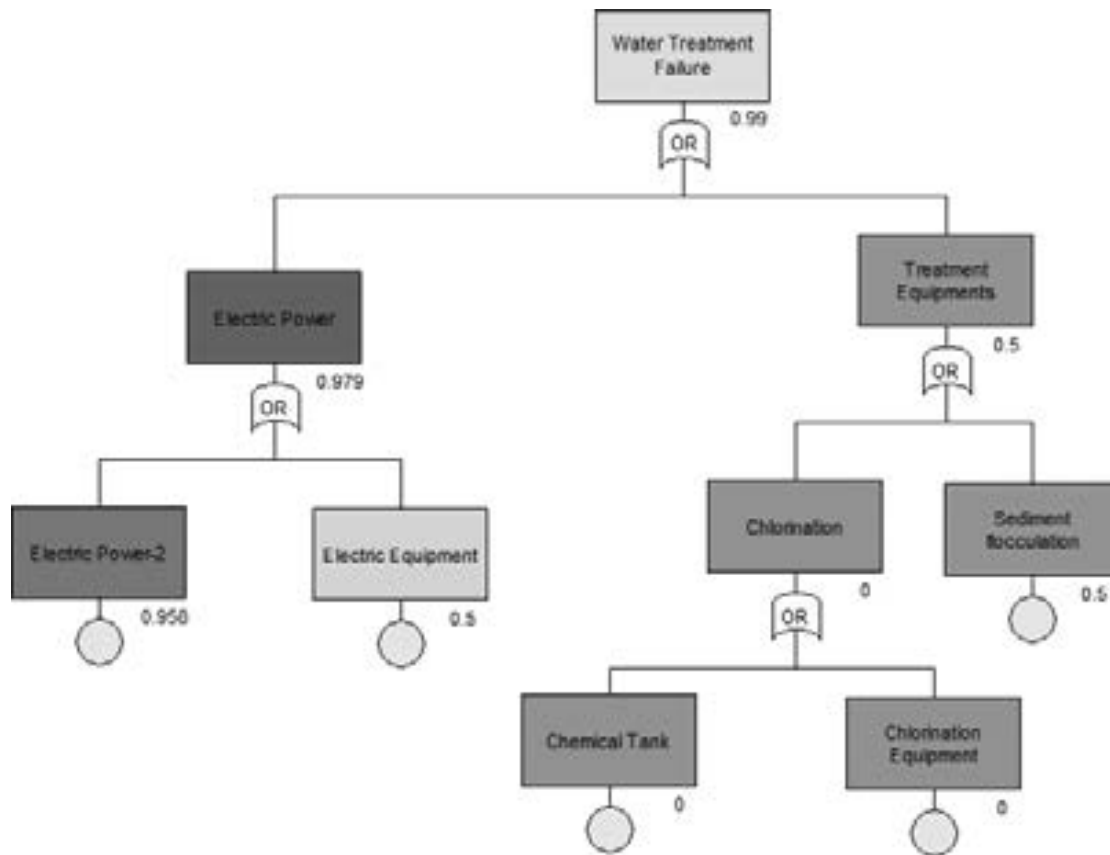 Water Treatment
Failure
0.99
OR
Treatment
Equipments
0.5
OR
Electric Power
0.979
OR
Chlorination
0
OR
Sediment
flocculation
0.5
Electric Power-2
0.958
Electric Equipment
0.5
Chemical Tank
0
Chlorination
Equipment
0